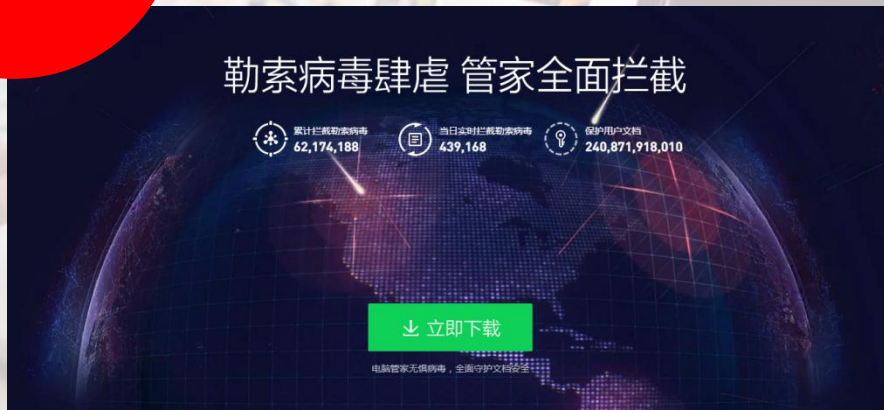 勒索病毒肆虐 管家全面拦截
累计拦截勒索病毒
62,174,188
当日实时拦截勒索病毒
439,168
保护用户文档
240,871,918,010
立即下载
电脑管家无惧病毒，全面守护文档安全